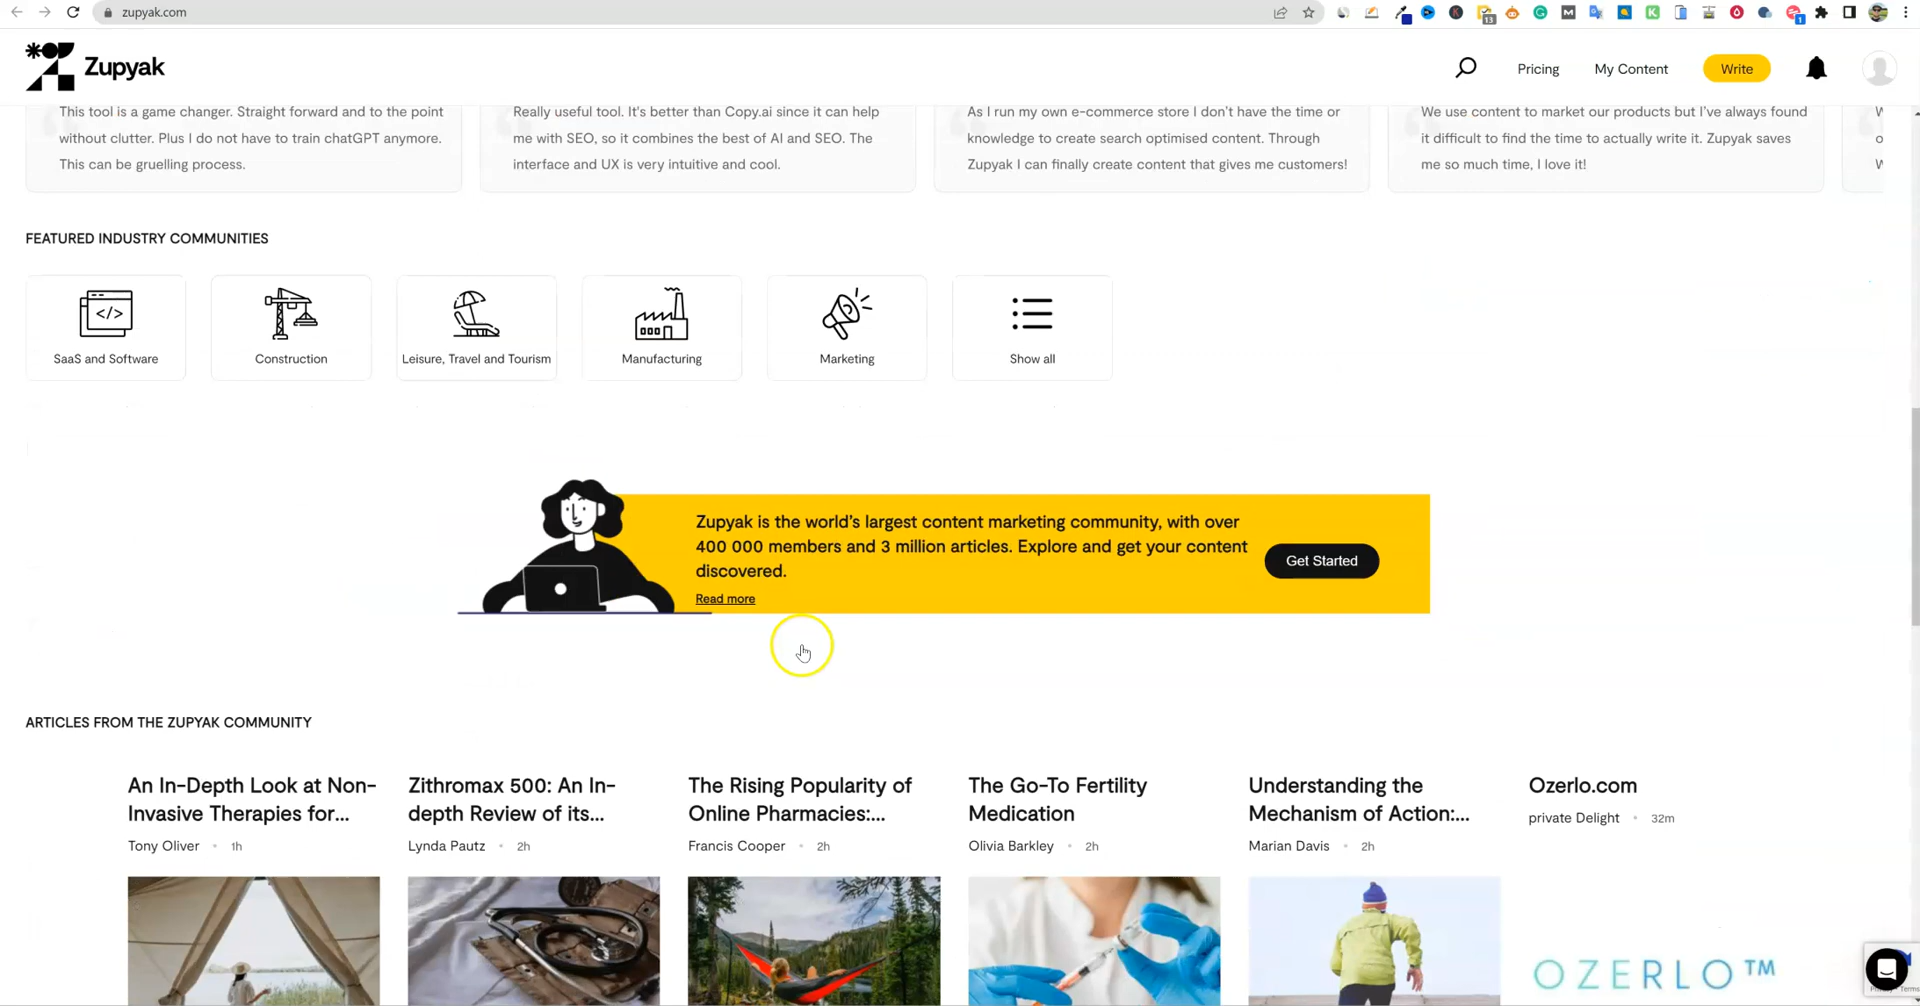 zupyak.com
13
1
Zupyak
Pricing
My Content
Write
This tool is a game changer. Straight forward and to the point
without clutter. Plus I do not have to train chatGPT anymore.
This can be gruelling process.
Really useful tool. It's better than Copy.ai since it can help
me with SEO, so it combines the best of AI and SEO. The
interface and UX is very intuitive and cool.
As I run my own e-commerce store I don't have the time or
knowledge to create search optimised content. Through
Zupyak I can finally create content that gives me customers!
We use content to market our products but I've always found
it difficult to find the time to actually write it. Zupyak saves
me so much time, I love it!
FEATURED INDUSTRY COMMUNITIES
SaaS and Software
Construction
Leisure, Travel and Tourism
Manufacturing
Marketing
Show all
Zupyak is the world's largest content marketing community, with over
400 000 members and 3 million articles. Explore and get your content
discovered.
Read more
Get Started
ARTICLES FROM THE ZUPYAK COMMUNITY
An In-Depth Look at Non-
Invasive Therapies for...
Tony Oliver • 1h
Zithromax 500: An In-
depth Review of its...
Lynda Pautz • 2h
The Rising Popularity of
Online Pharmacies:...
Francis Cooper • 2h
The Go-To Fertility
Medication
Olivia Barkley • 2h
Understanding the
Mechanism of Action:...
Marian Davis • 2h
Ozerlo.com
private Delight • 32m
OZERLO™